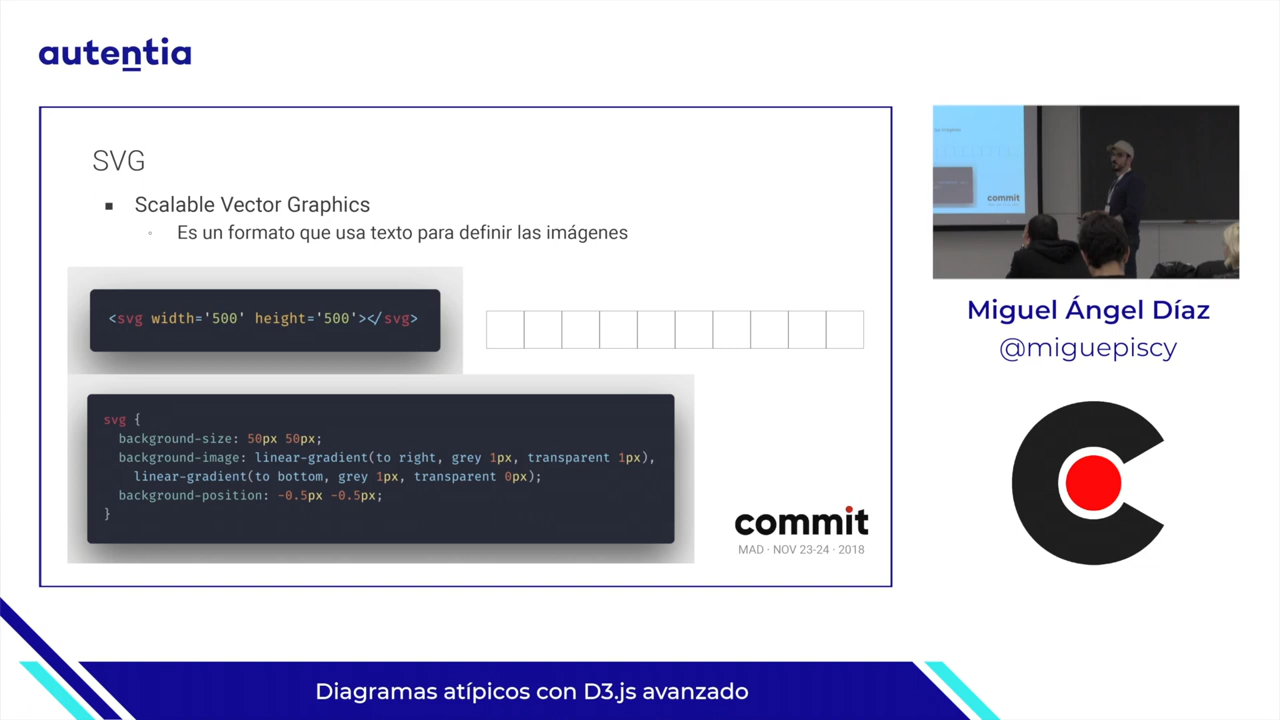 autentia
SVG
▪ Scalable Vector Graphics
◦ Es un formato que usa texto para definir las imágenes
<svg width='500' height='500'></svg>
svg {
background-size: 50px 50px;
background-image: linear-gradient(to right, grey 1px, transparent 1px),
linear-gradient(to bottom, grey 1px, transparent 0px);
background-position: -0.5px -0.5px;
}
commit
MAD · NOV 23-24 · 2018
commit
Miguel Ángel Díaz
@miguepiscy
Diagramas atípicos con D3.js avanzado